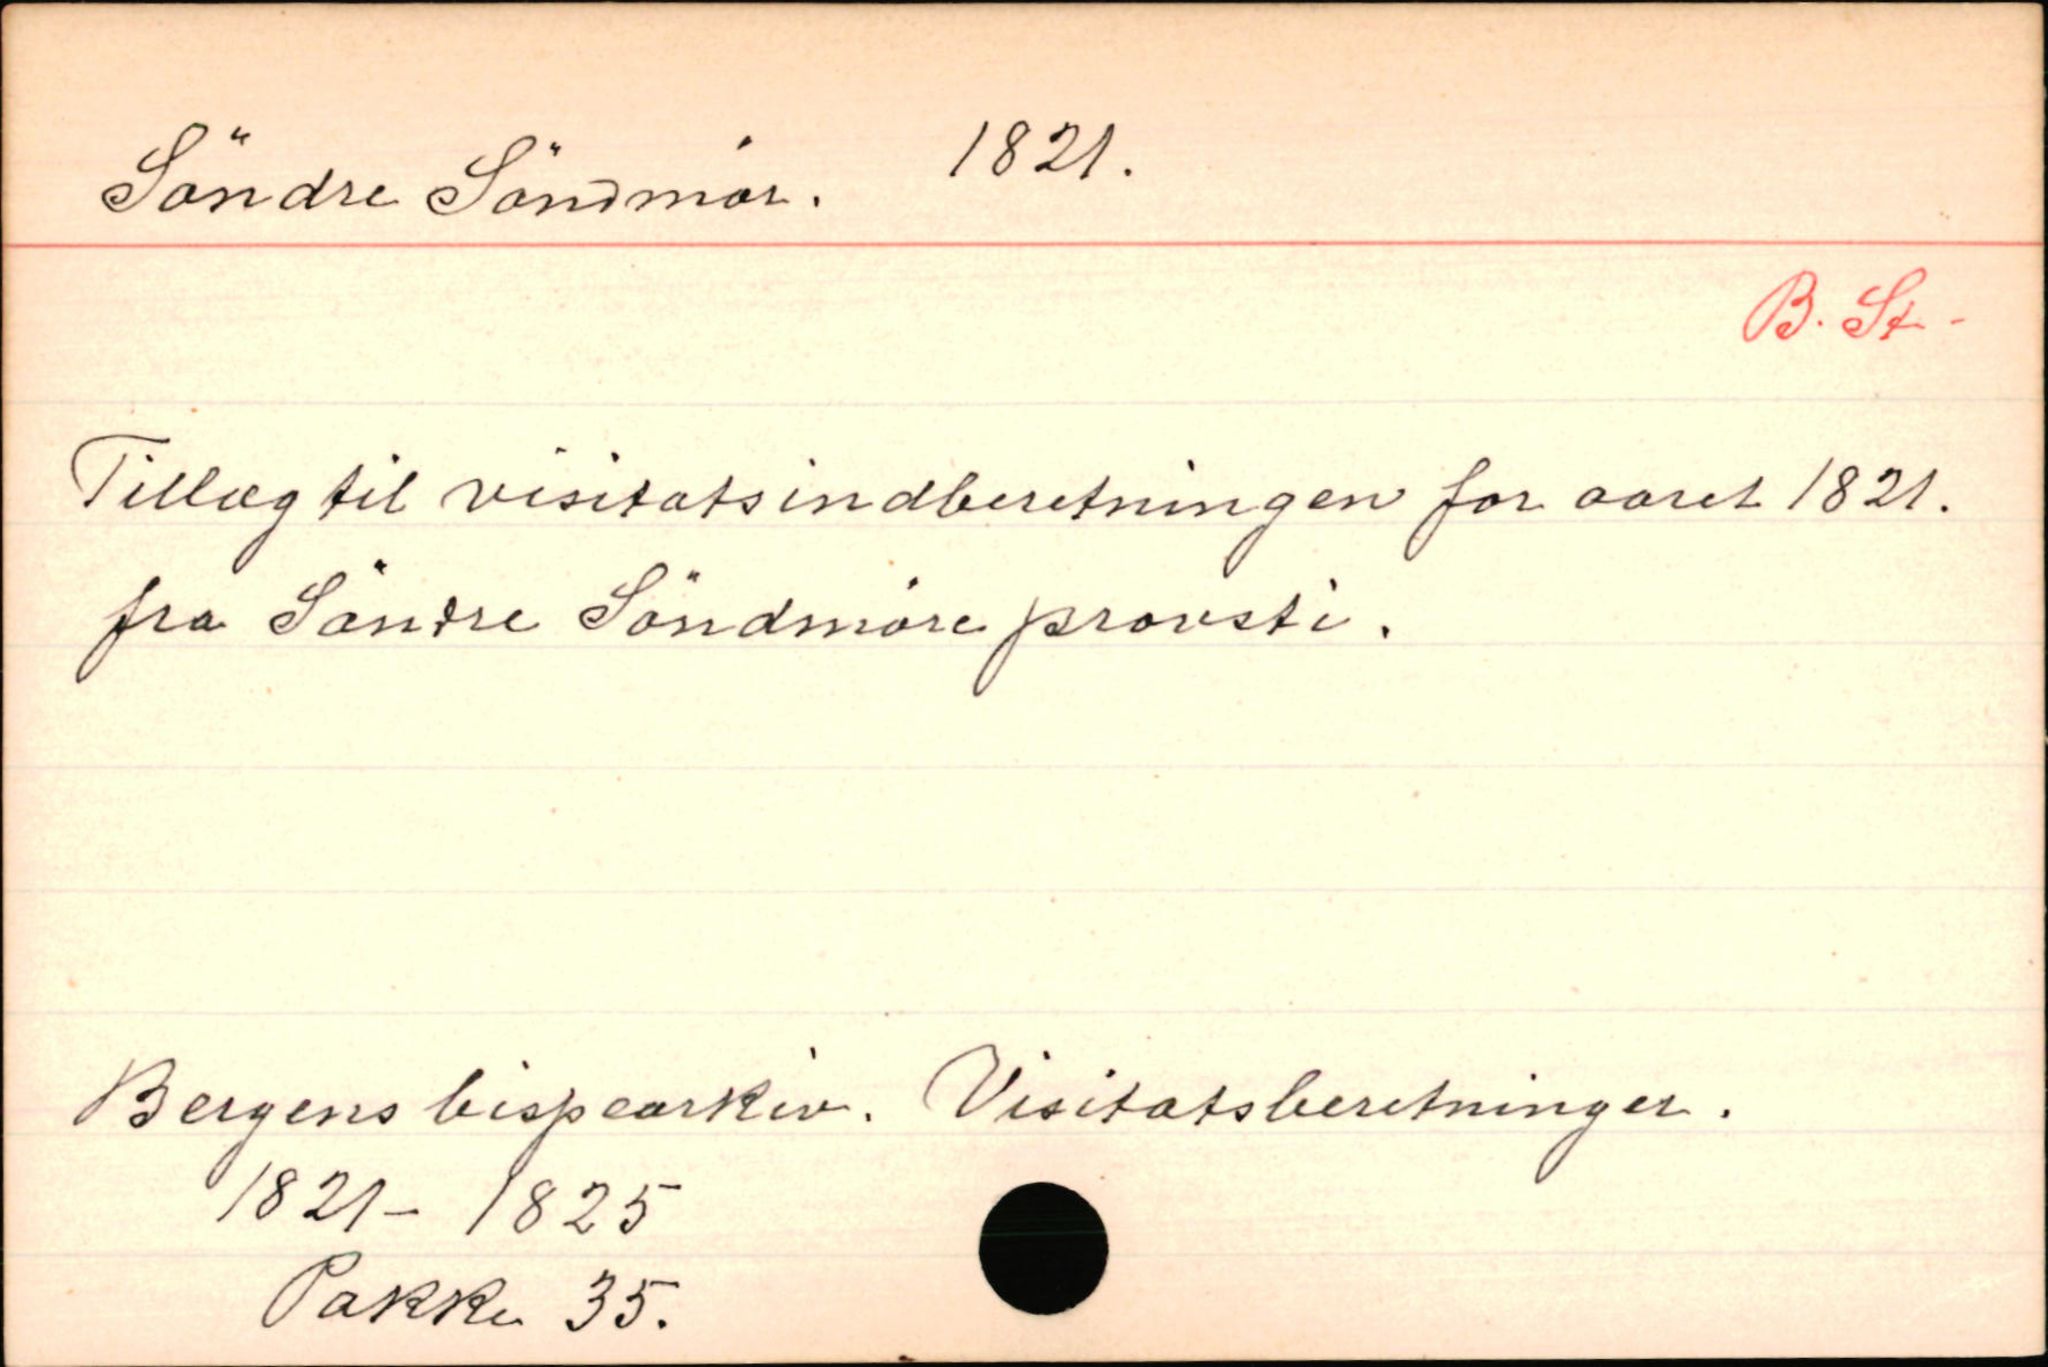 Söndre Söndmör. 1821.
B. St.
Tillæg til visitatsindberetningen for aaret 1821.
fra Söndre Söndmöre provsti.
Bergens bispearkiv. Visitatsberetninger.
1821- 1825
Pakke 35.